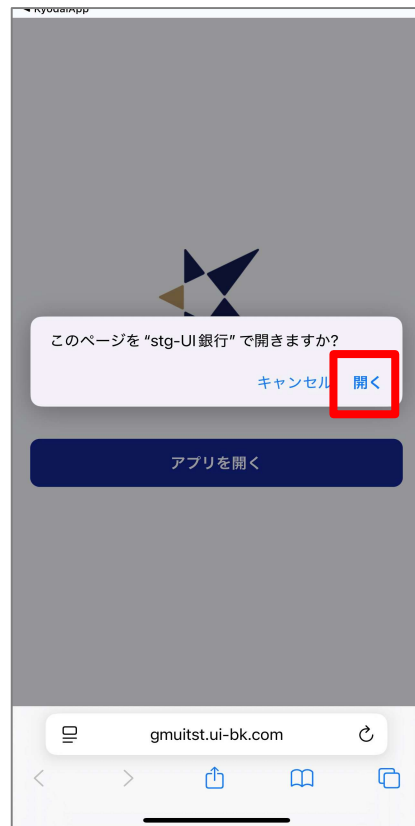 ◀ KyodaiApp
このページを “stg-UI銀行” で開きますか?
キャンセル 開く
アプリを開く
gmuitst.ui-bk.com